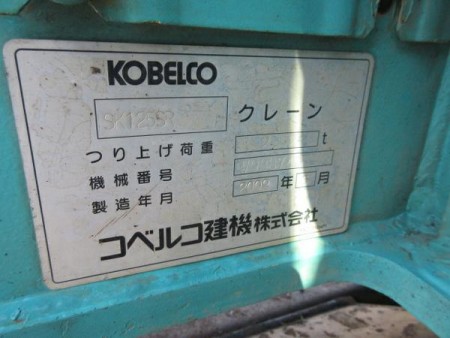 KOBELCO
SK125SR クレーン
つり上げ荷重 t
機械番号
製造年月 年 月
コベルコ建機株式会社